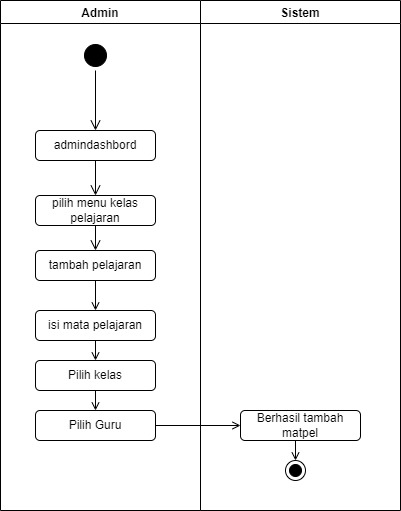 Admin
Sistem
admindashbord
pilih menu kelas
pelajaran
tambah pelajaran
isi mata pelajaran
Pilih kelas
Pilih Guru
Berhasil tambah
matpel